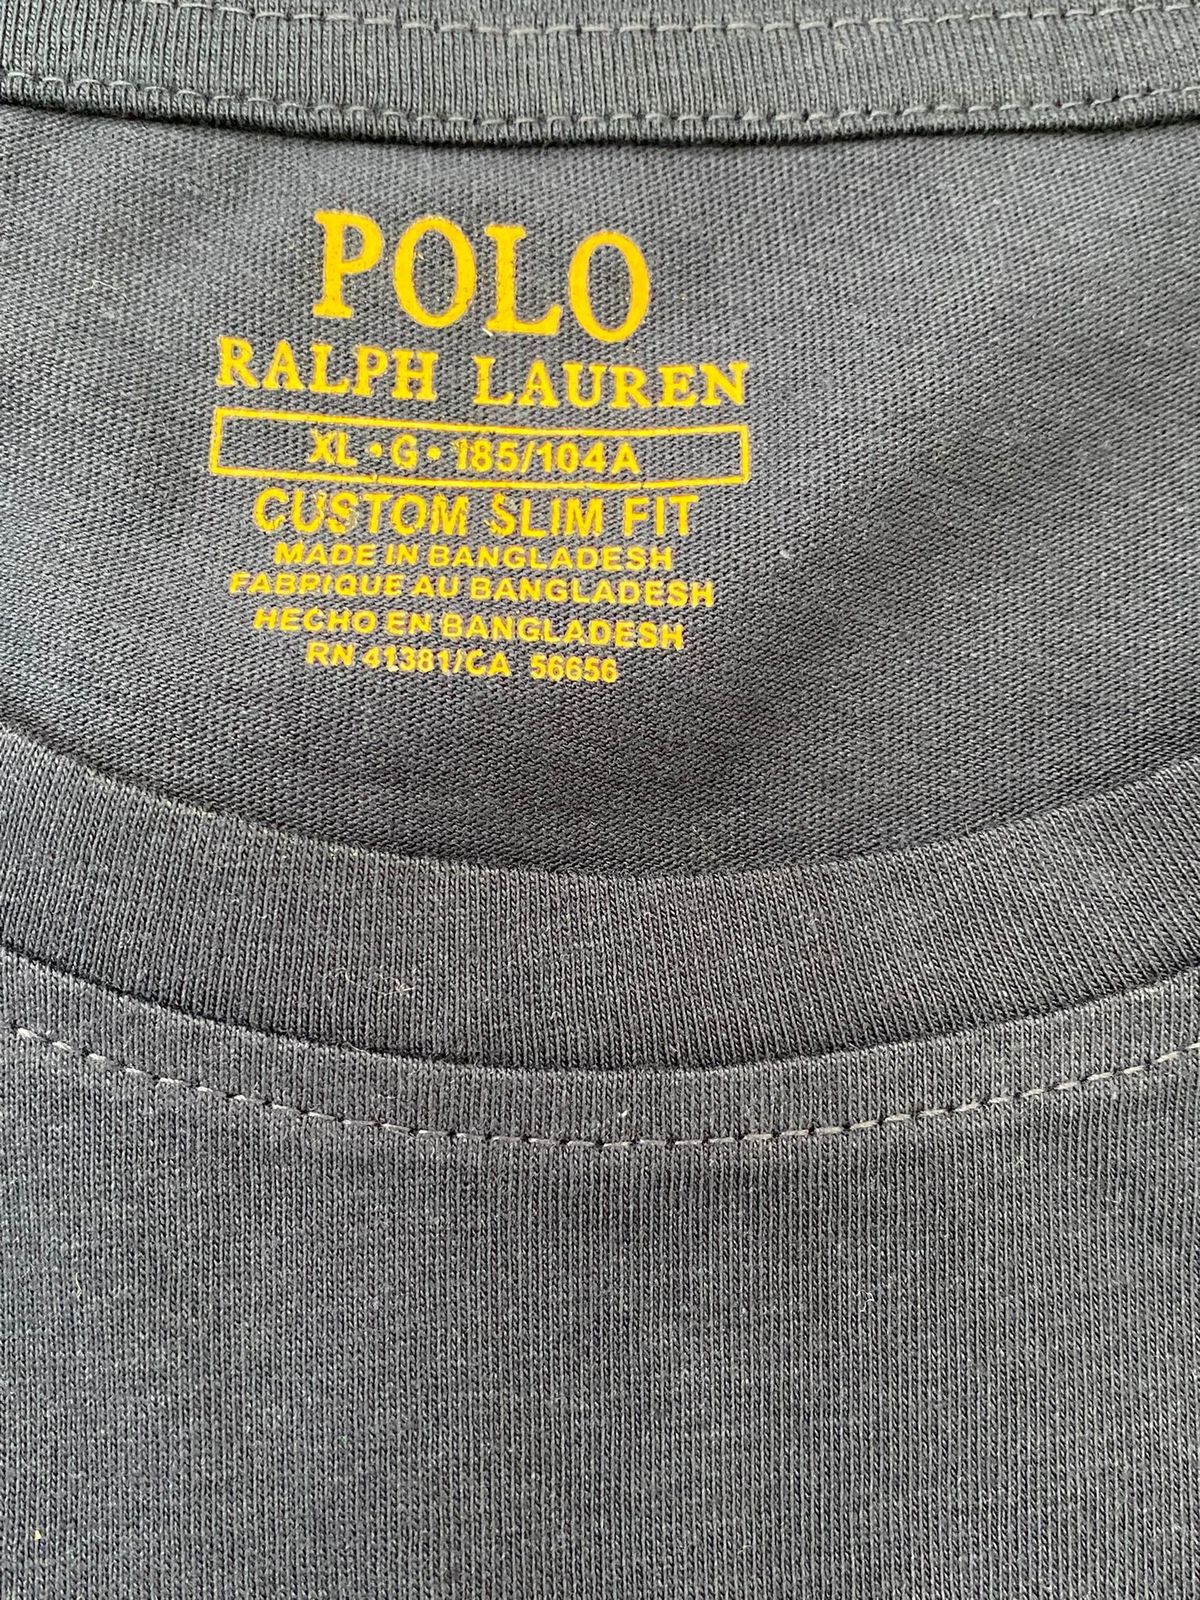 POLO
RALPH LAUREN
XL • G • 185/104A
CUSTOM SLIM FIT
MADE IN BANGLADESH
FABRIQUE AU BANGLADESH
HECHO EN BANGLADESH
RN 41381/CA 56656